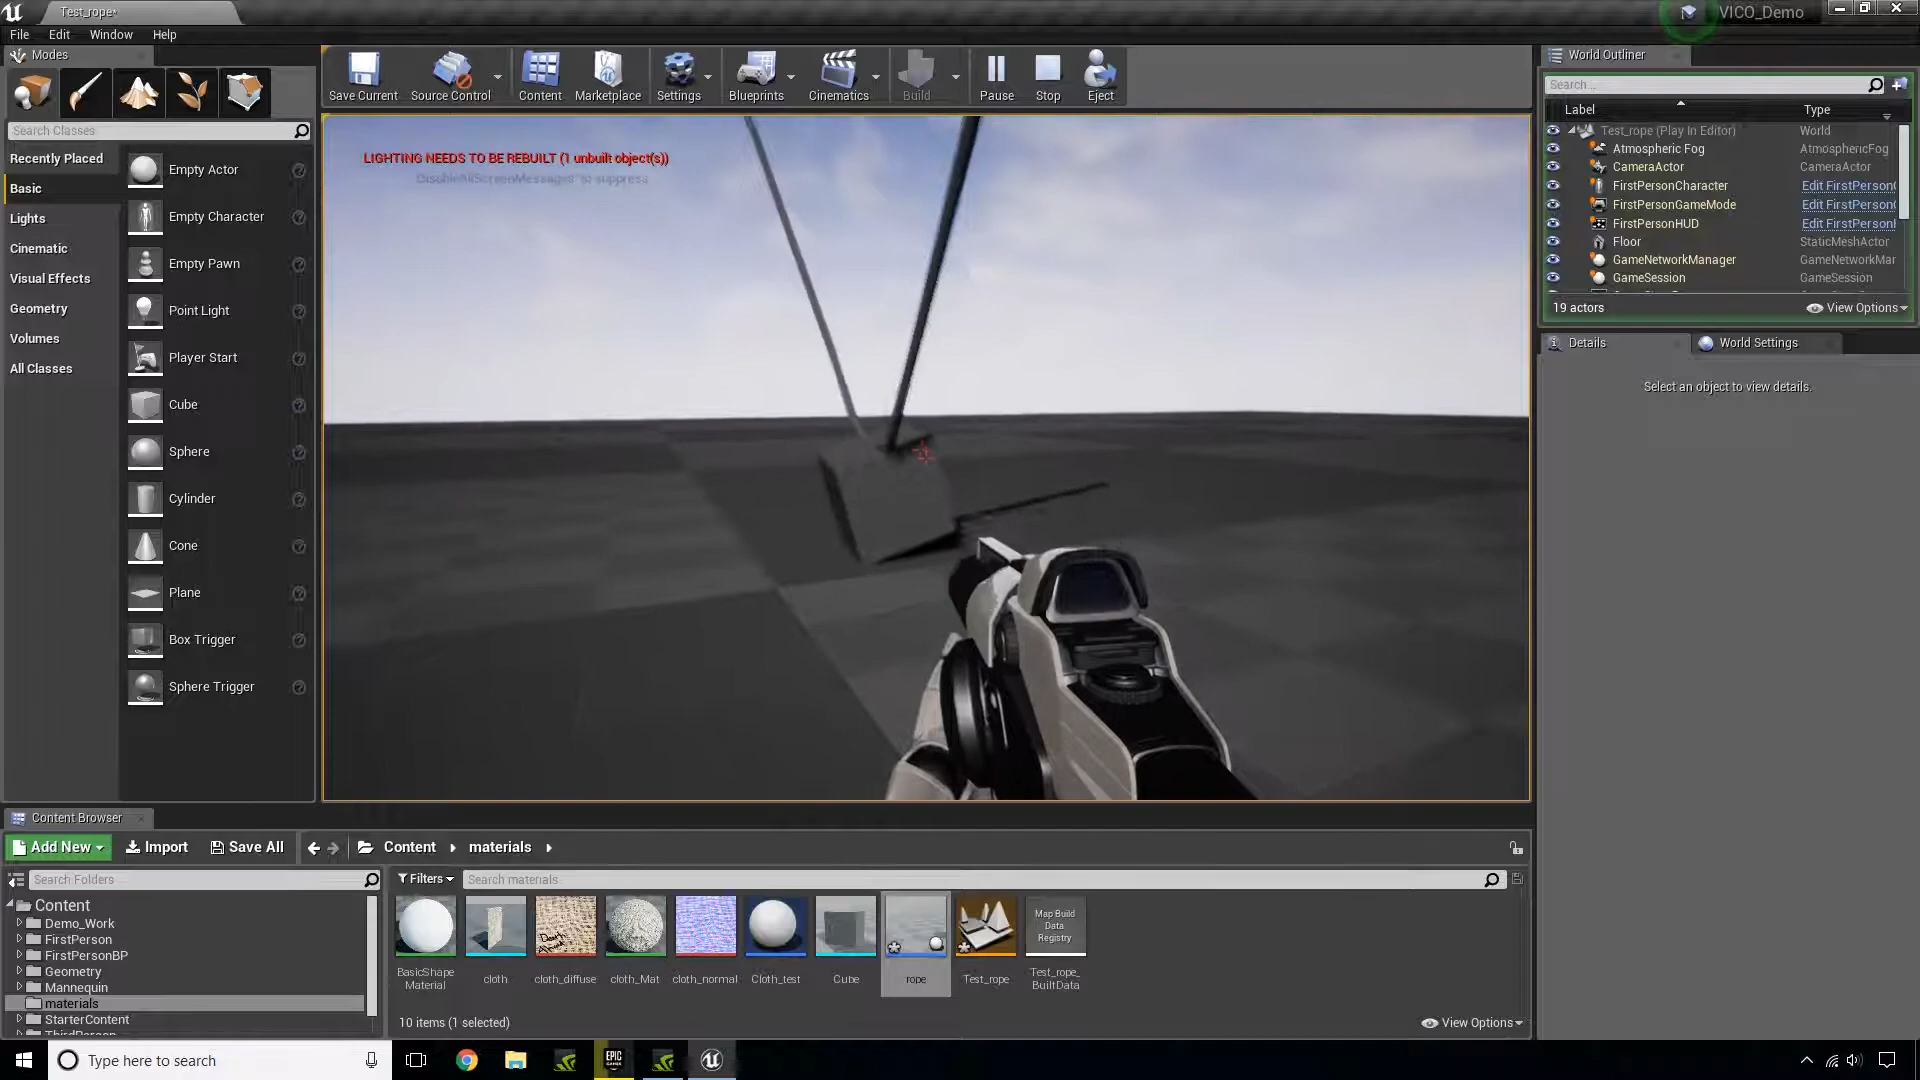 Test_rope*
VICO_Demo
File Edit Window Help
Modes
Search Classes
Recently Placed
Basic
Lights
Cinematic
Visual Effects
Geometry
Volumes
All Classes
Empty Actor
Empty Character
Empty Pawn
Point Light
Player Start
Cube
Sphere
Cylinder
Cone
Plane
Box Trigger
Sphere Trigger
Save Current Source Control Content Marketplace Settings Blueprints Cinematics Build Pause Stop Eject
LIGHTING NEEDS TO BE REBUILT (1 unbuilt object(s))
'DisableAllScreenMessages' to suppress
World Outliner
Search...
Label Type
Test_rope (Play In Editor) World
Atmospheric Fog AtmosphericFog
CameraActor CameraActor
FirstPersonCharacter Edit FirstPerson
FirstPersonGameMode Edit FirstPerson
FirstPersonHUD Edit FirstPerson
Floor StaticMeshActor
GameNetworkManager GameNetworkMar
GameSession GameSession
19 actors View Options
Details World Settings
Select an object to view details.
Content Browser
Add New Import Save All Content materials
Search Folders
Filters Search materials
Content
Demo_Work
FirstPerson
FirstPersonBP
Geometry
Mannequin
materials
StarterContent
Map Build
Data
Registry
BasicShape
Material
cloth
cloth_diffuse
cloth_Mat
cloth_normal
Cloth_test
Cube
rope
Test_rope
Test_rope_
BuiltData
10 items (1 selected) View Options
Type here to search
EPIC
GAMES